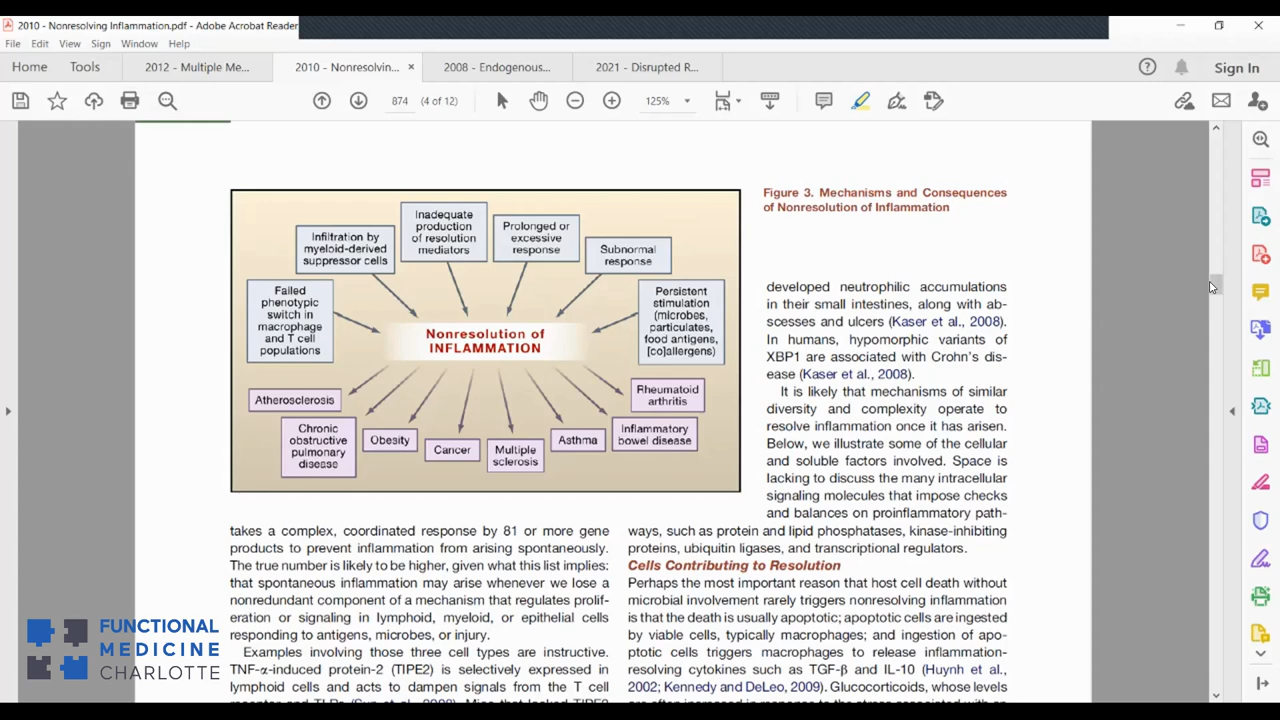 2010 - Nonresolving Inflammation.pdf - Adobe Acrobat Reader
File Edit View Sign Window Help
Home Tools 2012 - Multiple Me... 2010 - Nonresolvin... × 2008 - Endogenous... 2021 - Disrupted R... Sign In
874 (4 of 12) 125%
Figure 3. Mechanisms and Consequences
of Nonresolution of Inflammation
Failed
phenotypic
switch in
macrophage
and T cell
populations
Infiltration by
myeloid-derived
suppressor cells
Inadequate
production
of resolution
mediators
Prolonged or
excessive
response
Subnormal
response
Persistent
stimulation
(microbes,
particulates,
food antigens,
[co]allergens)
Nonresolution of
INFLAMMATION
Atherosclerosis
Chronic
obstructive
pulmonary
disease
Obesity
Cancer
Multiple
sclerosis
Asthma
Inflammatory
bowel disease
Rheumatoid
arthritis
takes a complex, coordinated response by 81 or more gene
products to prevent inflammation from arising spontaneously.
The true number is likely to be higher, given what this list implies:
that spontaneous inflammation may arise whenever we lose a
nonredundant component of a mechanism that regulates prolif-
eration or signaling in lymphoid, myeloid, or epithelial cells
responding to antigens, microbes, or injury.
Examples involving those three cell types are instructive.
TNF-α-induced protein-2 (TIPE2) is selectively expressed in
lymphoid cells and acts to dampen signals from the T cell
developed neutrophilic accumulations
in their small intestines, along with ab-
scesses and ulcers (Kaser et al., 2008).
In humans, hypomorphic variants of
XBP1 are associated with Crohn's dis-
ease (Kaser et al., 2008).
It is likely that mechanisms of similar
diversity and complexity operate to
resolve inflammation once it has arisen.
Below, we illustrate some of the cellular
and soluble factors involved. Space is
lacking to discuss the many intracellular
signaling molecules that impose checks
and balances on proinflammatory path-
ways, such as protein and lipid phosphatases, kinase-inhibiting
proteins, ubiquitin ligases, and transcriptional regulators.
Cells Contributing to Resolution
Perhaps the most important reason that host cell death without
microbial involvement rarely triggers nonresolving inflammation
is that the death is usually apoptotic; apoptotic cells are ingested
by viable cells, typically macrophages; and ingestion of apo-
ptotic cells triggers macrophages to release inflammation-
resolving cytokines such as TGF-β and IL-10 (Huynh et al.,
2002; Kennedy and DeLeo, 2009). Glucocorticoids, whose levels
FUNCTIONAL
MEDICINE
CHARLOTTE